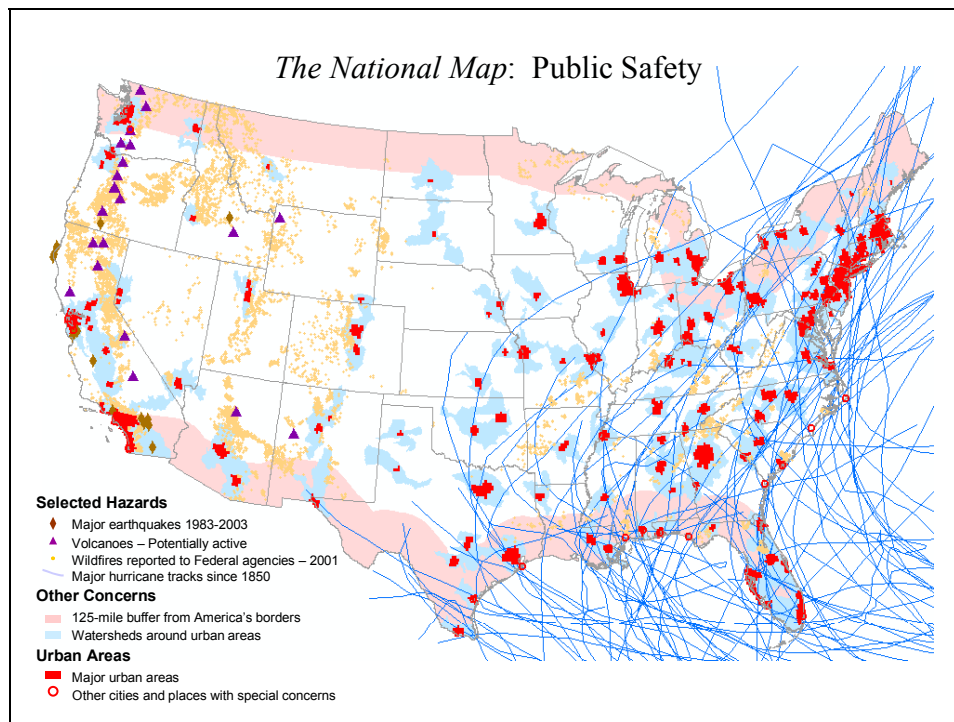 The National Map: Public Safety
Selected Hazards
Major earthquakes 1983-2003
Volcanoes – Potentially active
Wildfires reported to Federal agencies – 2001
Major hurricane tracks since 1850
Other Concerns
125-mile buffer from America's borders
Watersheds around urban areas
Urban Areas
Major urban areas
Other cities and places with special concerns